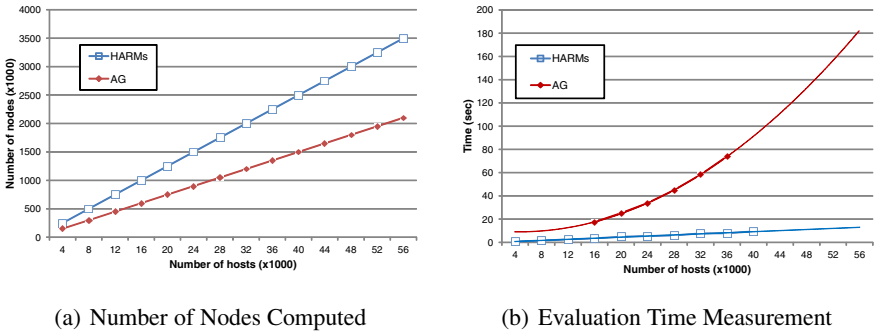 4000
3500
3000
2500
2000
1500
1000
500
0
Number of nodes (x1000)
HARMs
AG
4 8 12 16 20 24 28 32 36 40 44 48 52 56
Number of hosts (x1000)
(a) Number of Nodes Computed
200
180
160
140
120
100
80
60
40
20
0
Time (sec)
HARMs
AG
4 8 12 16 20 24 28 32 36 40 44 48 52 56
Number of hosts (x1000)
(b) Evaluation Time Measurement